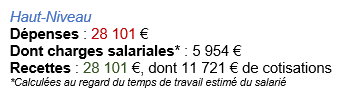 Haut-Niveau
Dépenses : 28 101 €
Dont charges salariales* : 5 954 €
Recettes : 28 101 €, dont 11 721 € de cotisations
*Calculées au regard du temps de travail estimé du salarié